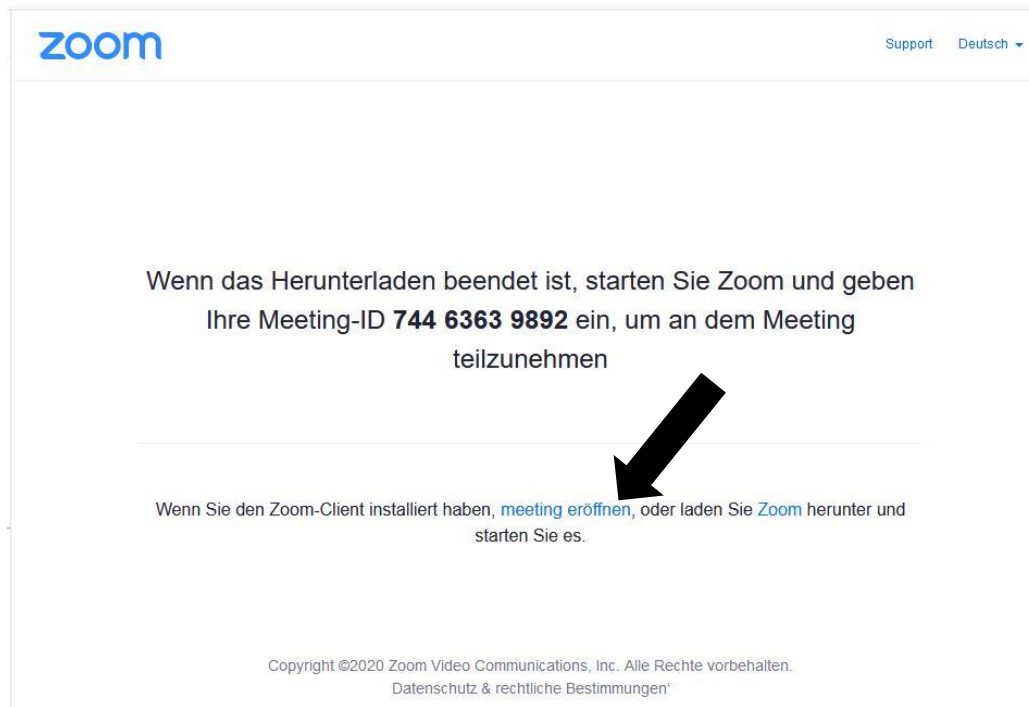 zoom
Support Deutsch
Wenn das Herunterladen beendet ist, starten Sie Zoom und geben
Ihre Meeting-ID 744 6363 9892 ein, um an dem Meeting
teilzunehmen
Wenn Sie den Zoom-Client installiert haben, meeting eröffnen, oder laden Sie Zoom herunter und
starten Sie es.
Copyright ©2020 Zoom Video Communications, Inc. Alle Rechte vorbehalten.
Datenschutz & rechtliche Bestimmungen'